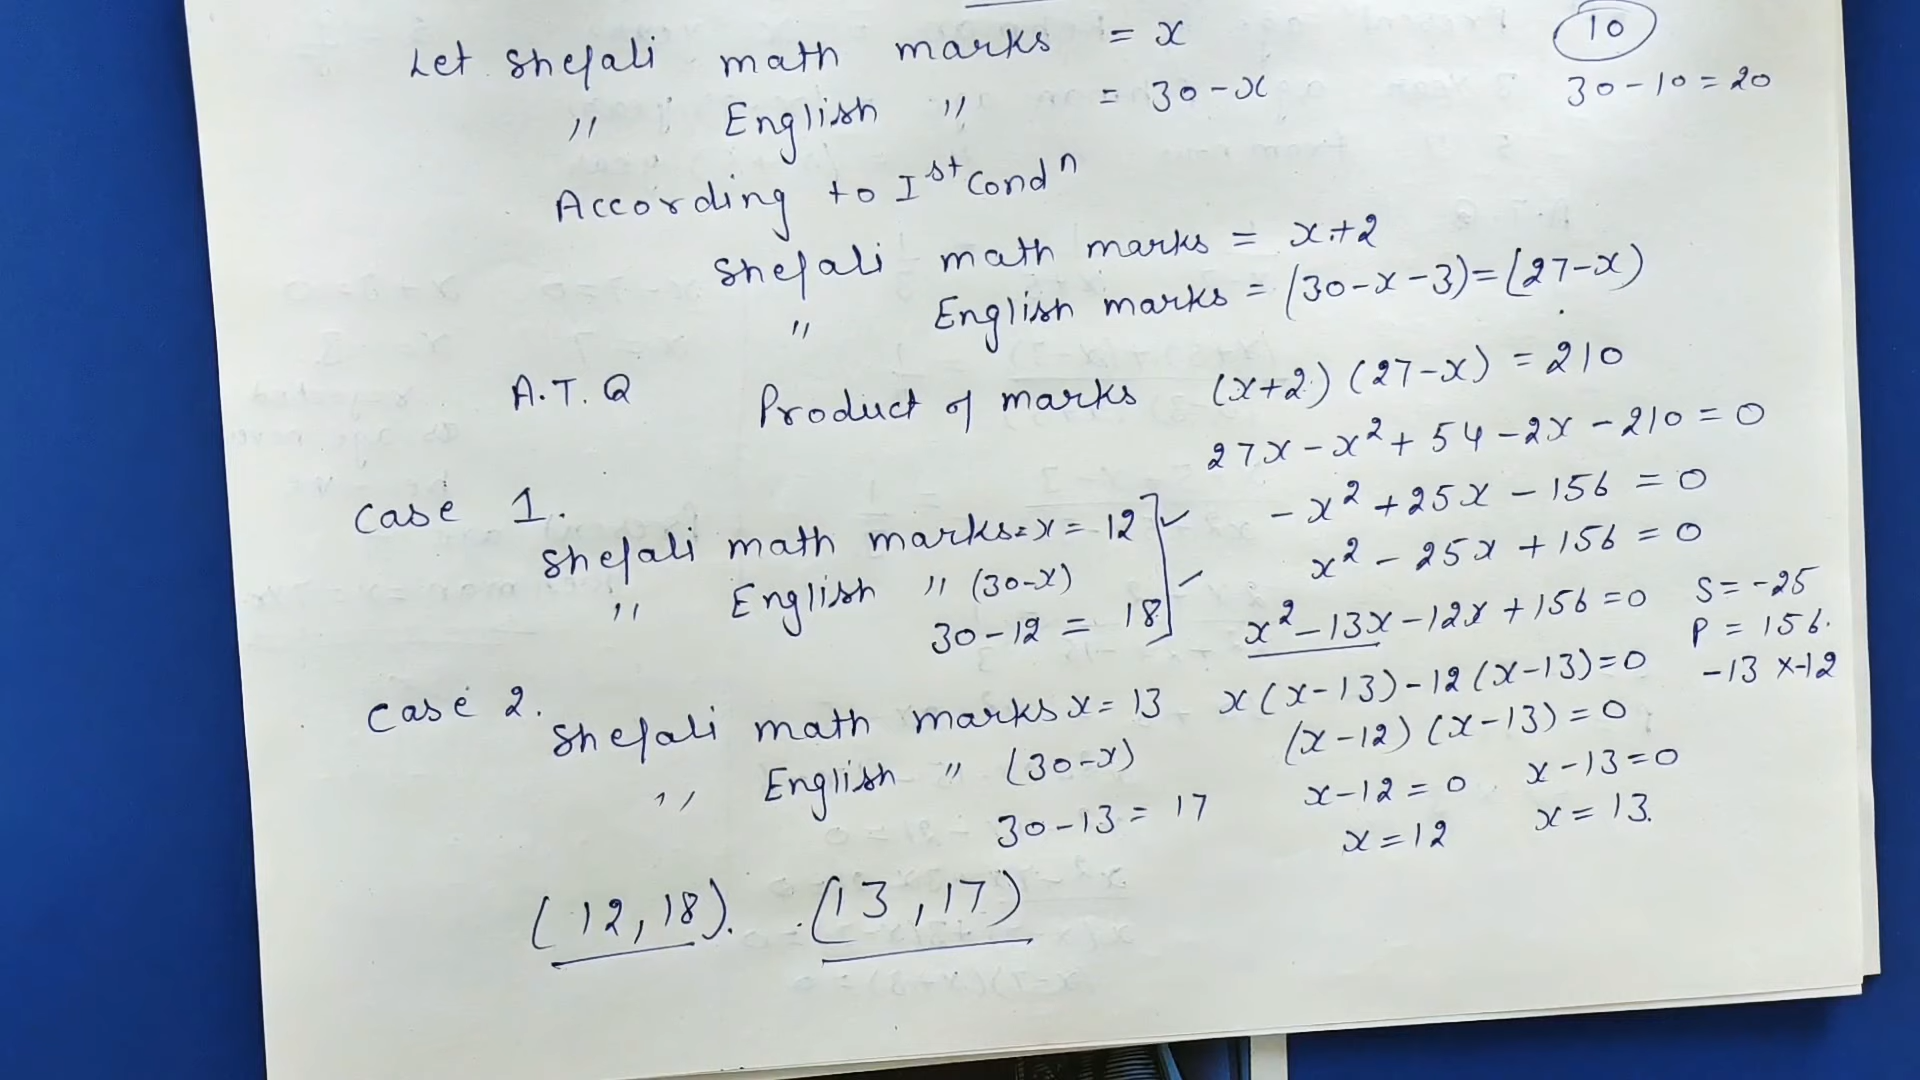 Let Shefali math marks = x
10
30-10=20
" English " = 30-x
According to Ist Condn
Shefali math marks = x+2
" English marks = (30-x-3)=(27-x)
A.T.Q Product of marks (x+2)(27-x) = 210
27x-x²+54-2x-210=0
-x²+25x-156=0
x²-25x+156=0
x²-13x-12x+156=0
S=-25
P=156.
-13x-12
x(x-13)-12(x-13)=0
(x-12)(x-13)=0
x-12=0 x-13=0
x=12 x=13.
Case 1.
Shefali math marks=x=12
" English " (30-x)
30-12 = 18
Case 2.
Shefali math marks x=13
" English " (30-x)
30-13=17
(12,18). (13,17)